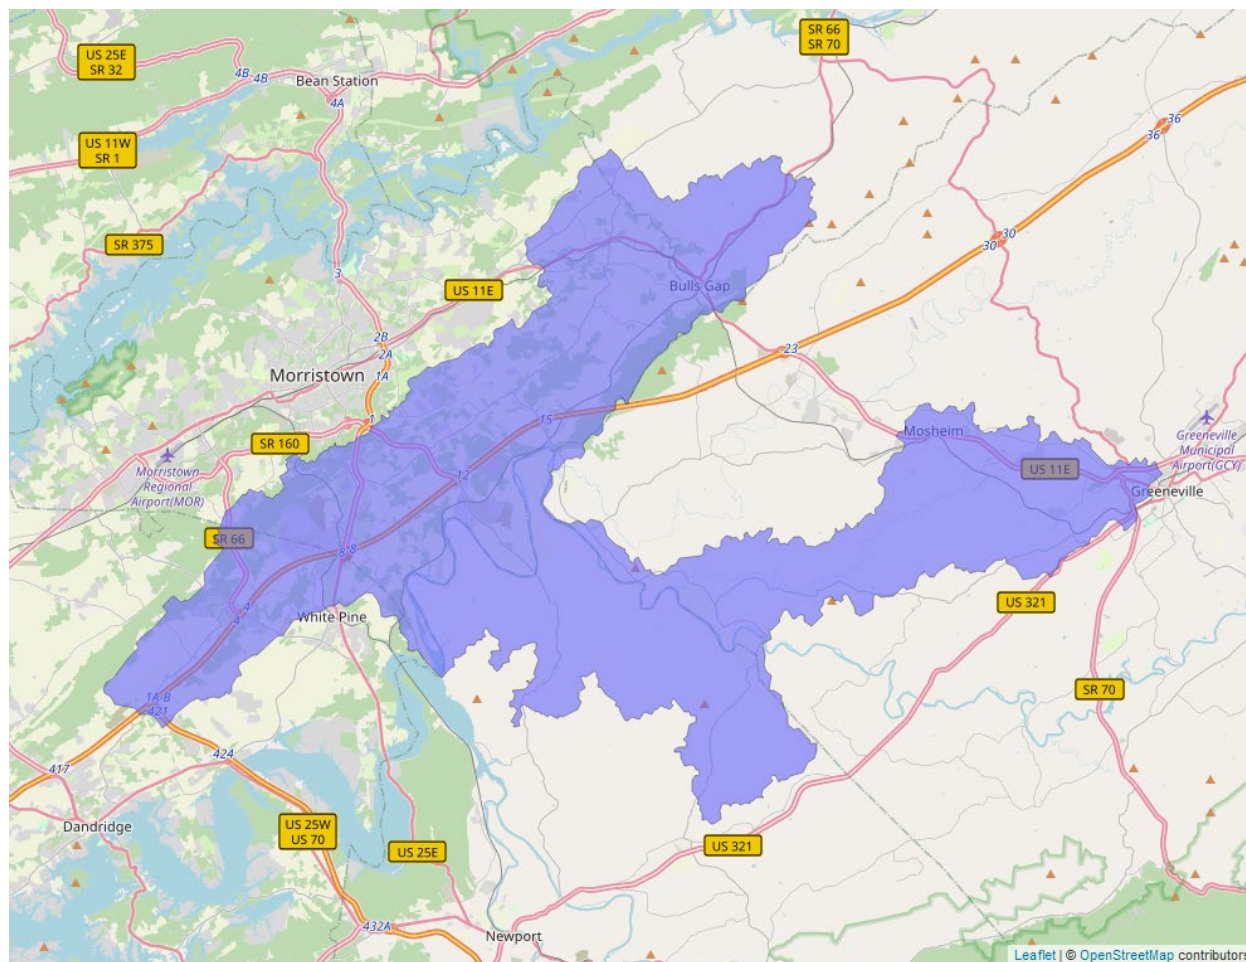 US 25E
SR 32
SR 66
SR 70
4B
4B
Bean Station
4A
US 11W
SR 1
36
36
SR 375
30
30
3
US 11E
Bulls Gap
2B
2A
23
1A
Morristown
1
15
SR 160
Mosheim
Greeneville
Municipal
Airport(GCY)
Morristown
Regional
Airport(MOR)
12
US 11E
Greeneville
SR 66
8
8
US 321
4
4
White Pine
SR 70
1A-B
421
424
417
Dandridge
US 25W
US 70
US 25E
US 321
432A
Newport
Leaflet | © OpenStreetMap contributors